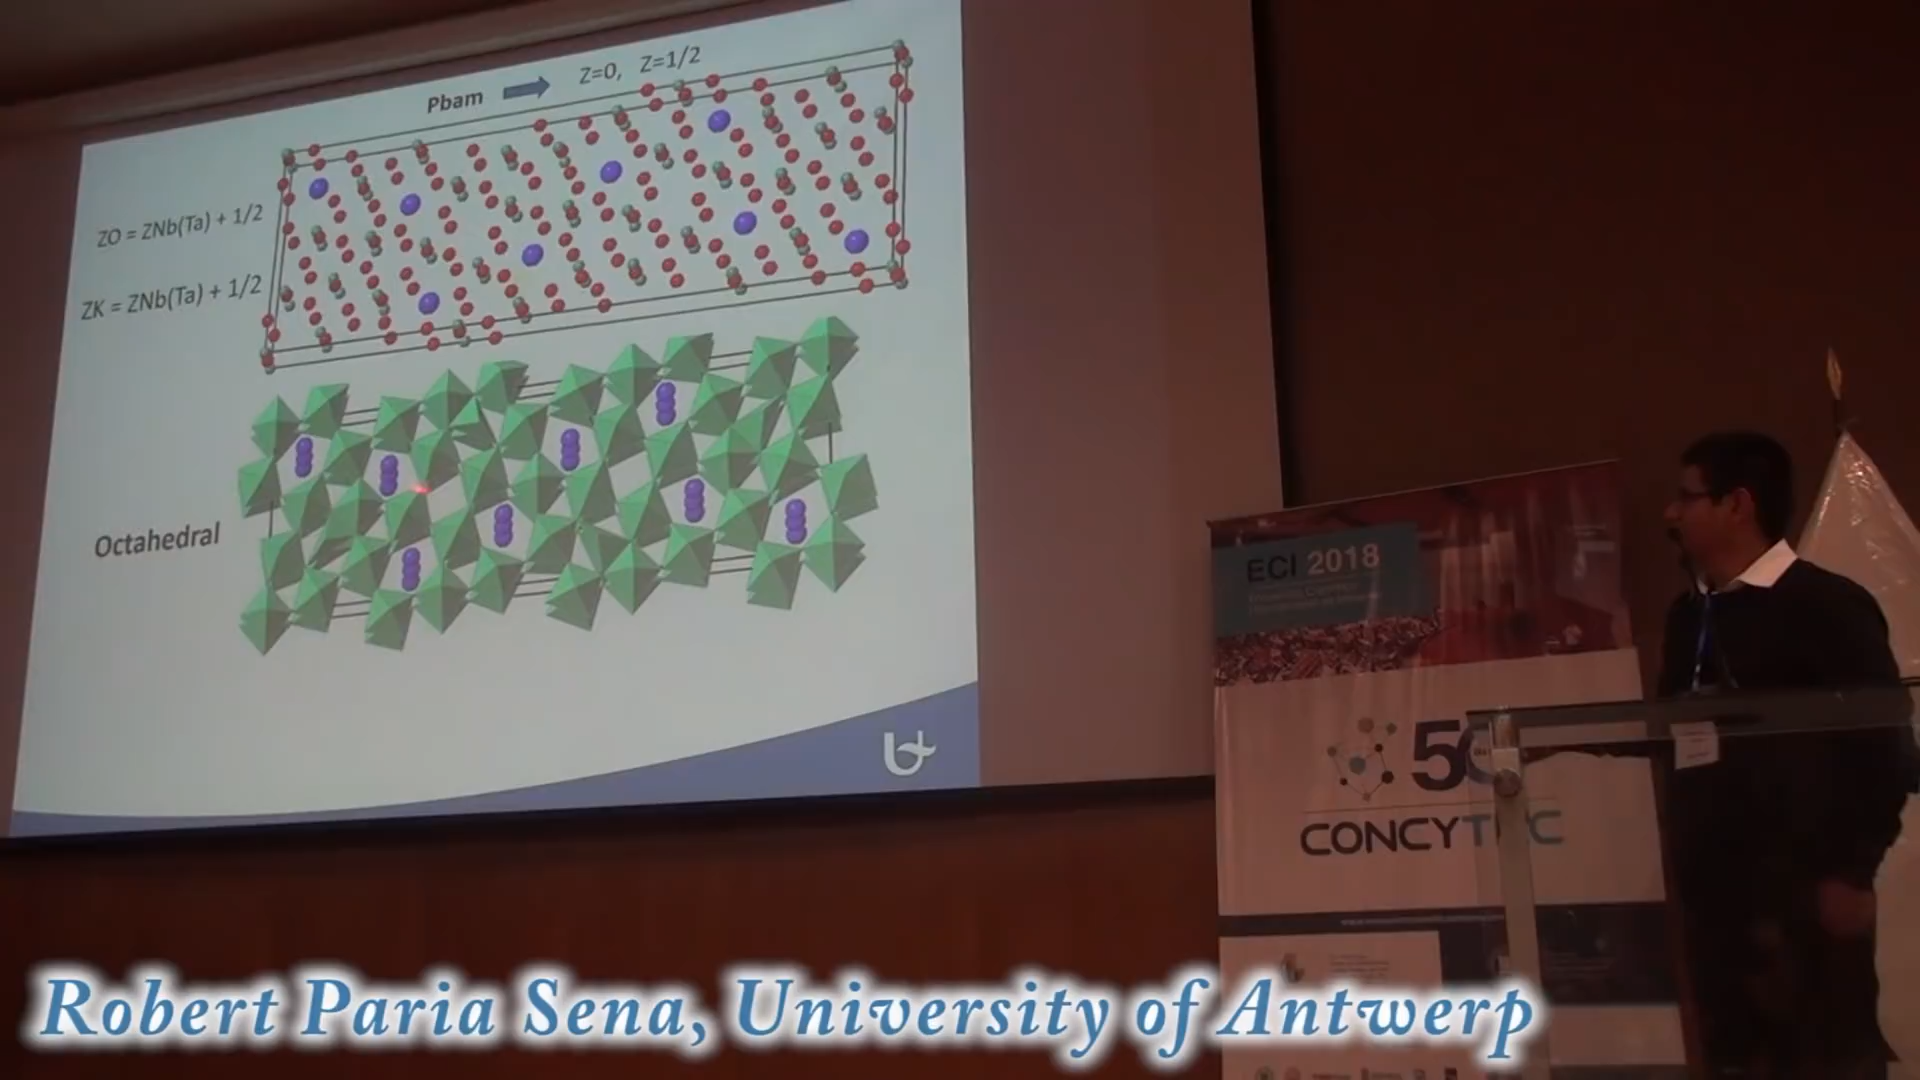 Pbam
Z=0, Z=1/2
ZO = ZNb(Ta) + 1/2
ZK = ZNb(Ta) + 1/2
Octahedral
ECI 2018
50
CONCYTEC
Robert Paria Sena, University of Antwerp